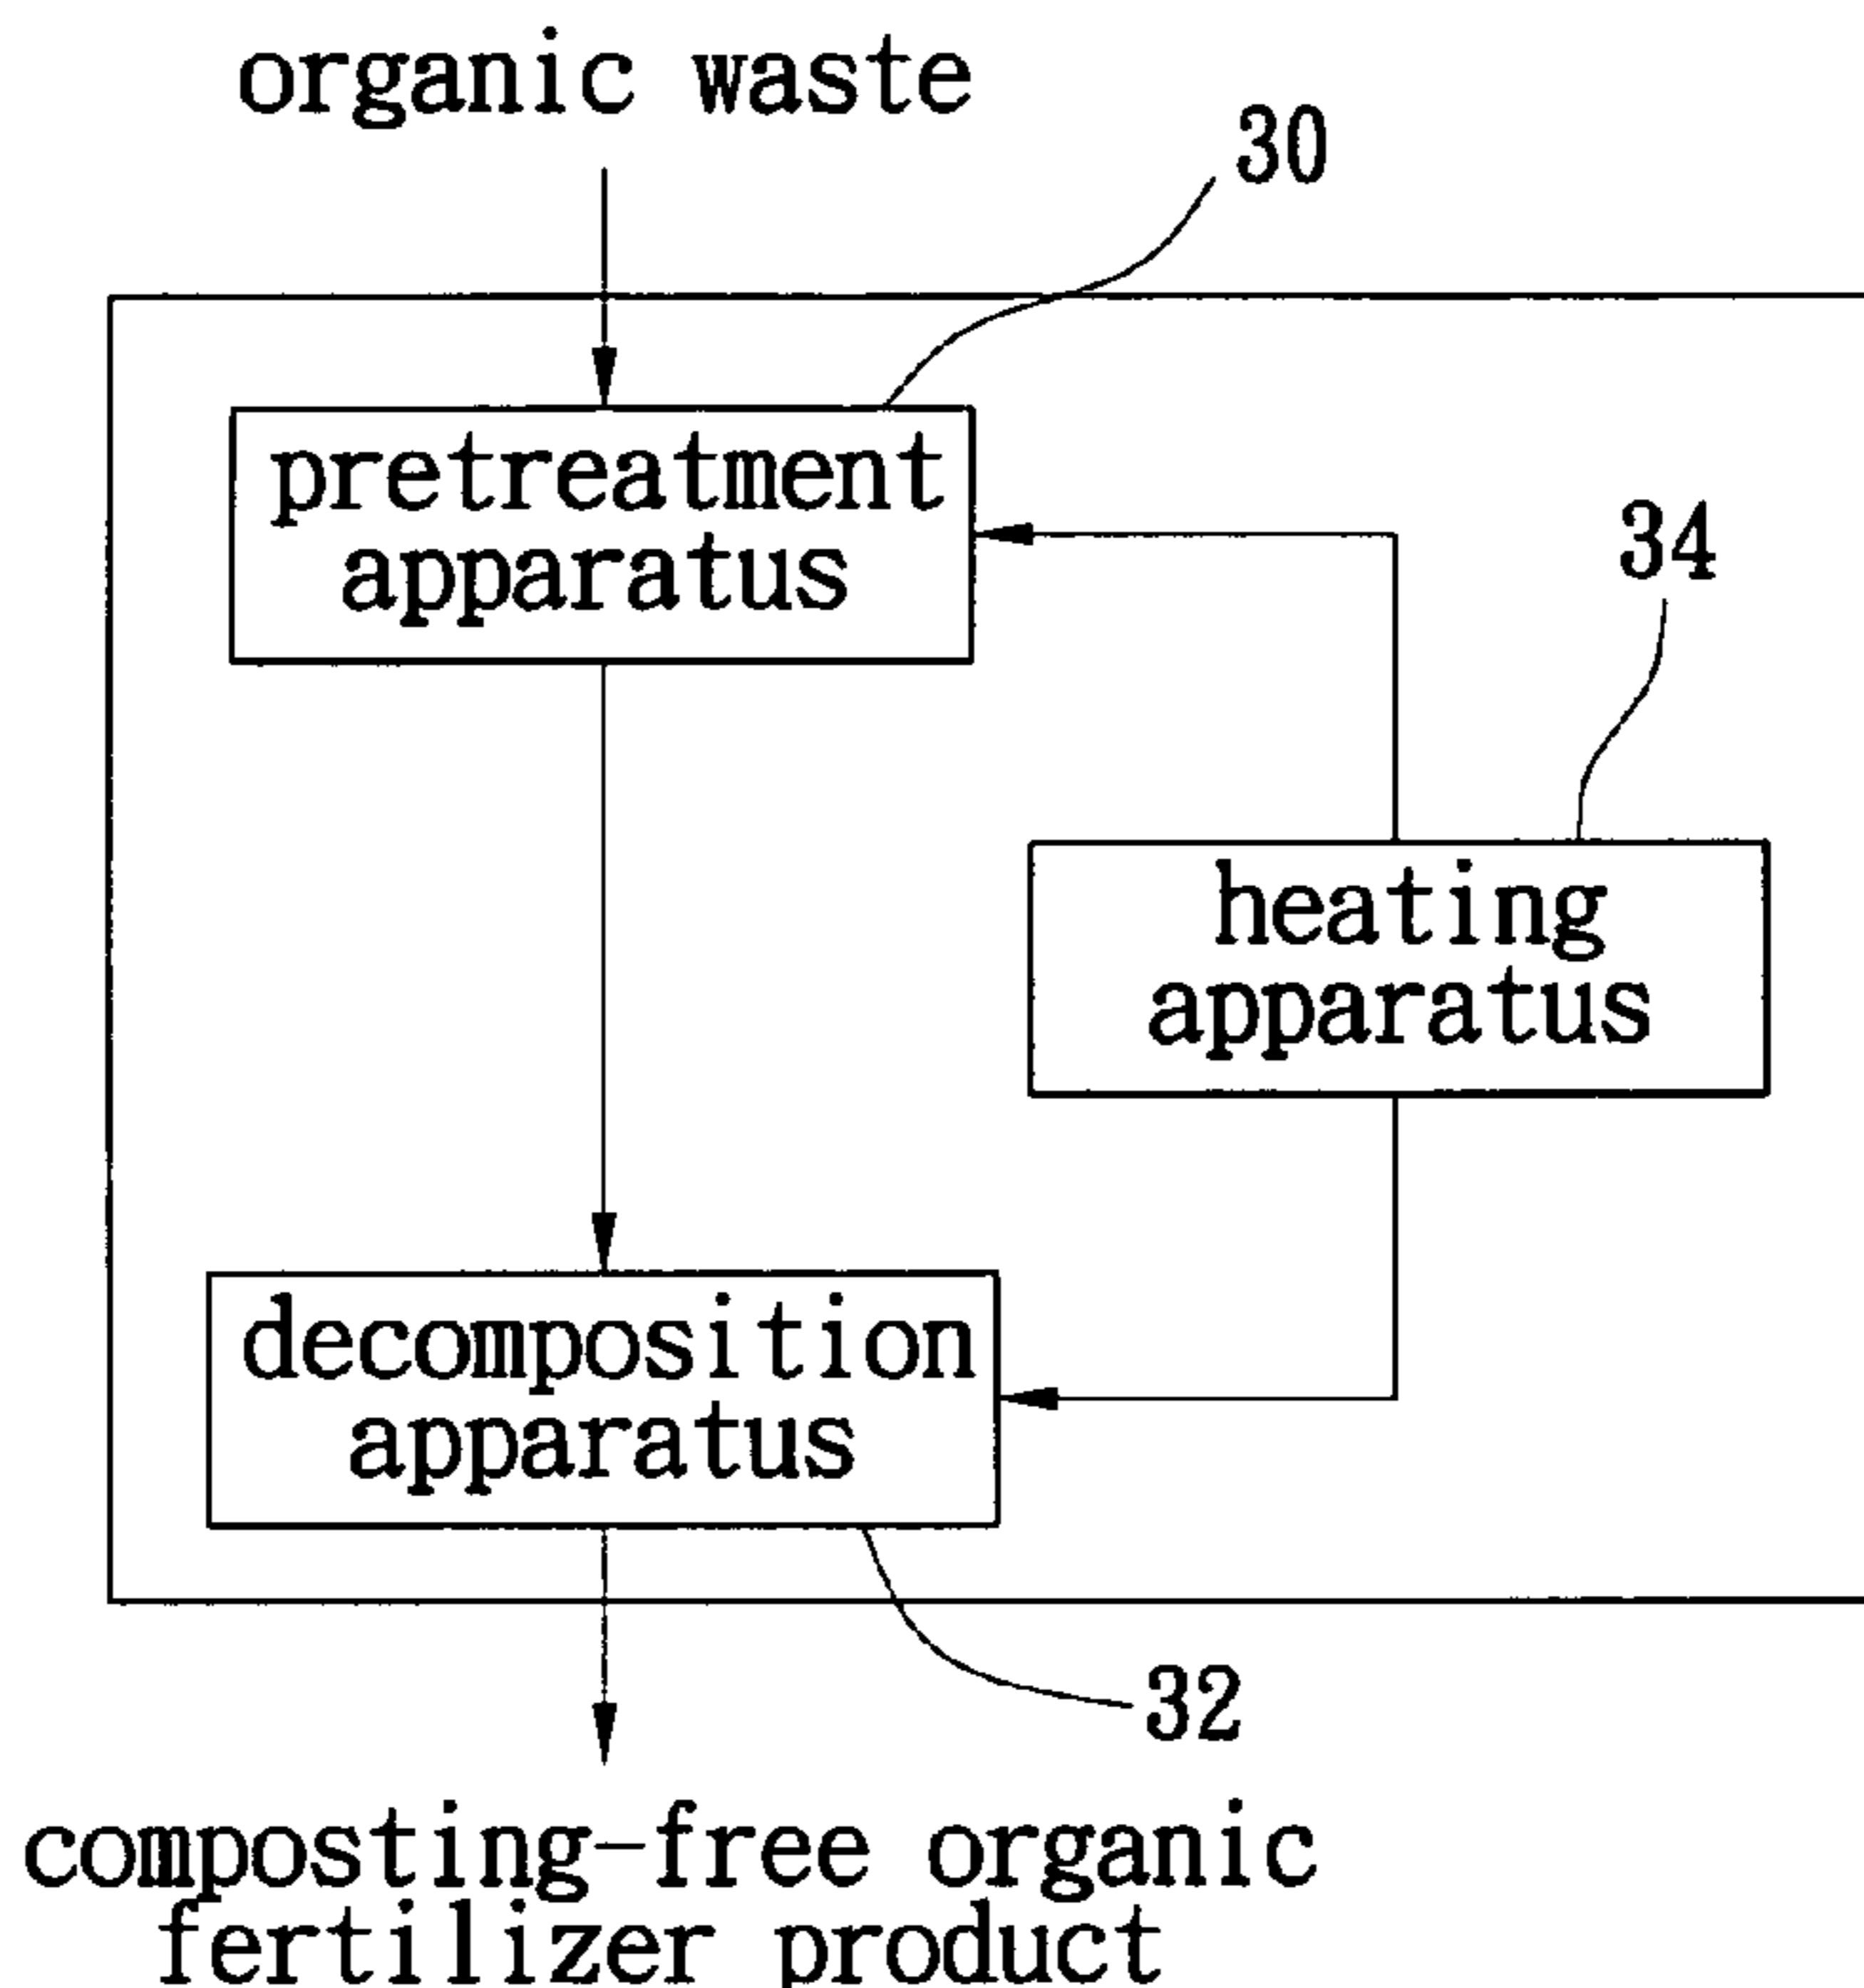 organic waste
30
pretreatment
apparatus
34
heating
apparatus
decomposition
apparatus
32
composting-free organic
fertilizer product